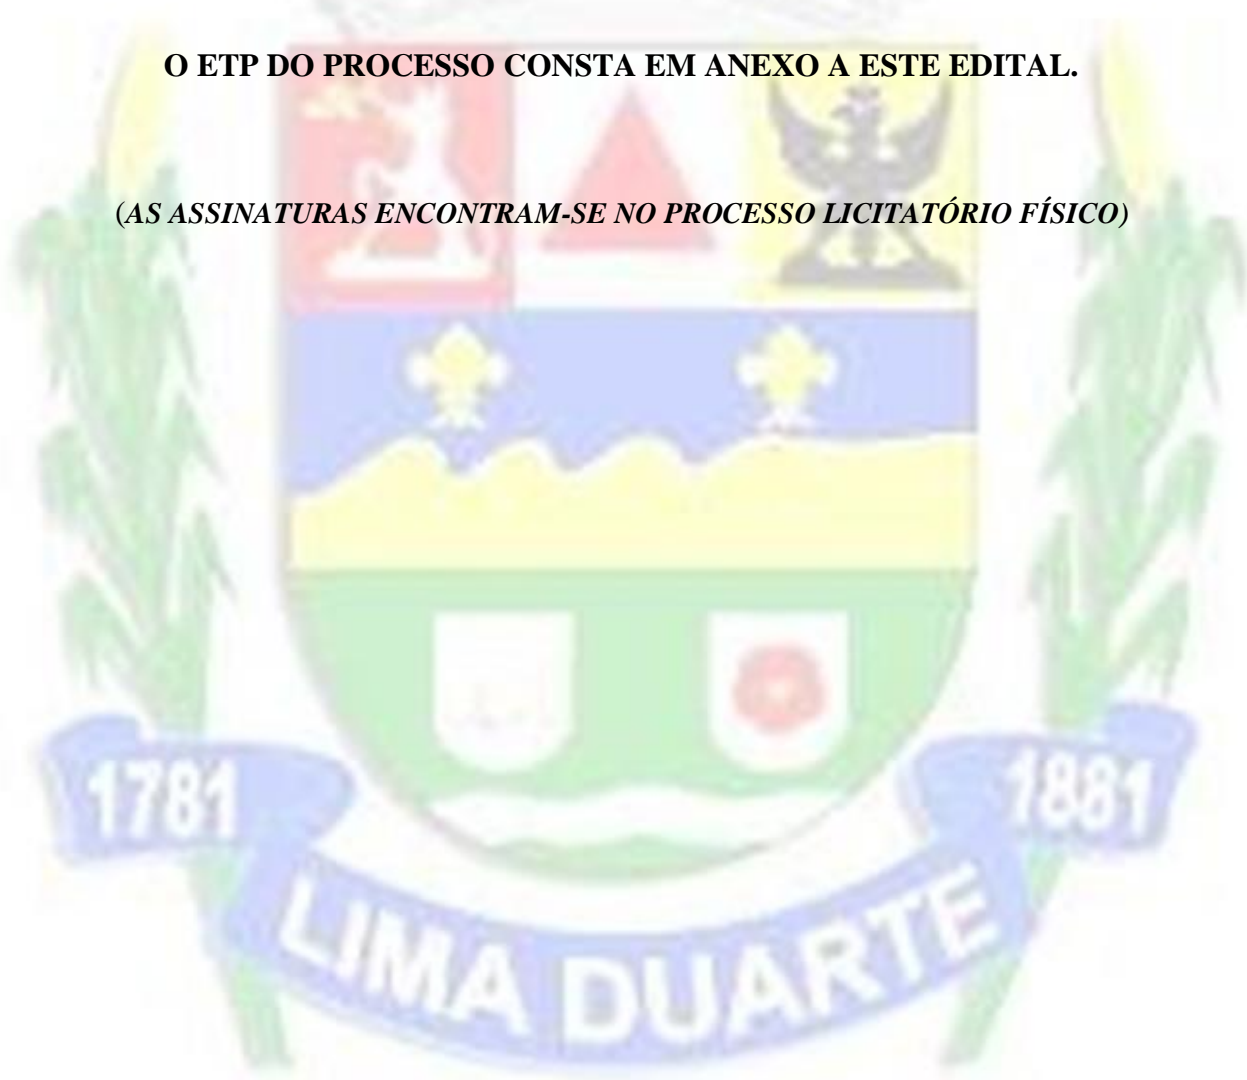 O ETP DO PROCESSO CONSTA EM ANEXO A ESTE EDITAL.
(AS ASSINATURAS ENCONTRAM-SE NO PROCESSO LICITATÓRIO FÍSICO)
1781
1881
LIMA DUARTE